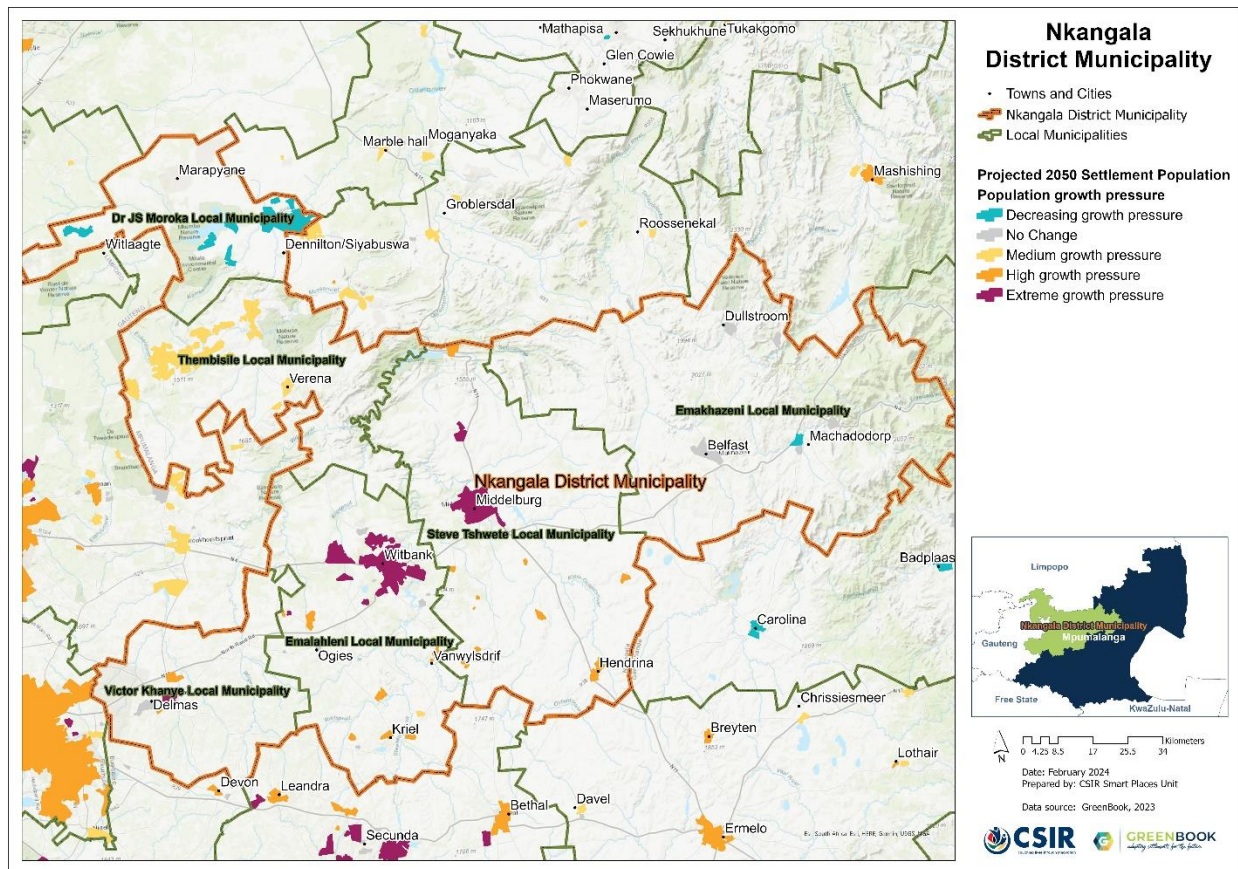 Nkangala
District Municipality
Towns and Cities
Nkangala District Municipality
Local Municipalities
Projected 2050 Settlement Population
Population growth pressure
Decreasing growth pressure
No Change
Medium growth pressure
High growth pressure
Extreme growth pressure
Mathapisa
Sekhukhune
Tukakgomo
Glen Cowie
Phokwane
Maserumo
Moganyaka
Marble hall
Marapyane
Mashishing
Groblersdal
Dr JS Moroka Local Municipality
Roossenekal
Witlaagte
Dennilton/Siyabuswa
Dullstroom
Thembisile Local Municipality
Verena
Emakhazeni Local Municipality
Belfast
Machadodorp
Nkangala District Municipality
Middelburg
Steve Tshwete Local Municipality
Witbank
Badplaas
Carolina
Emalahleni Local Municipality
Ogies
Vanwylsdrif
Hendrina
Victor Khanye Local Municipality
Delmas
Chrissiesmeer
Kriel
Breyten
Lothair
Devon
Leandra
Bethal
Davel
Secunda
Ermelo
Limpopo
Nkangala District Municipality
Mpumalanga
Gauteng
Free State
KwaZulu-Natal
N
Kilometers
0 4.25 8.5 17 25.5 34
Date: February 2024
Prepared by: CSIR Smart Places Unit
Data source: GreenBook, 2023
CSIR
GREENBOOK